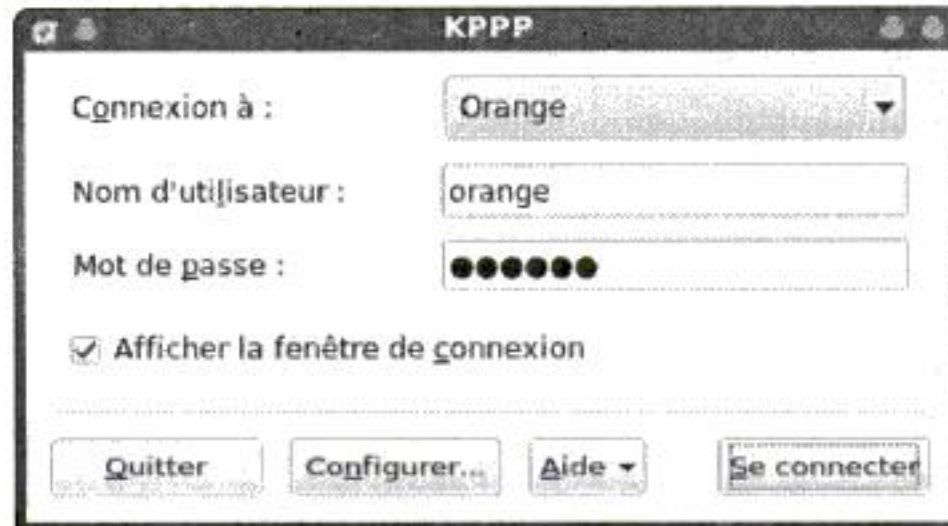 KPPP
Connexion à : Orange
Nom d'utilisateur : orange
Mot de passe : ●●●●●●
Afficher la fenêtre de connexion
Quitter Configurer... Aide Se connecter